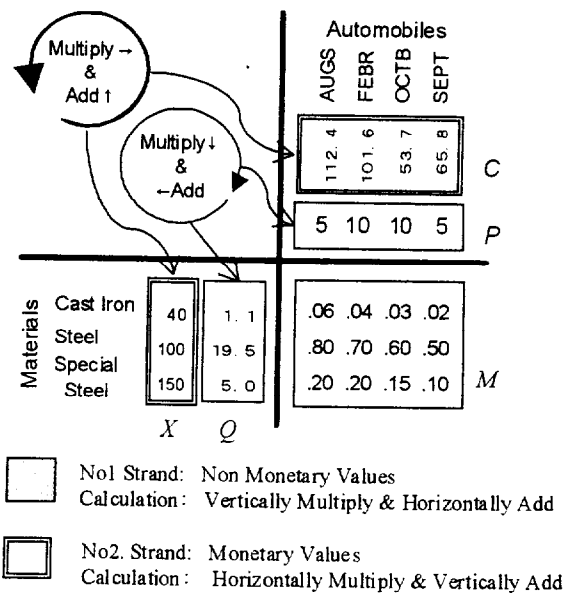 Automobiles
Multiply →
&
Add ↑
AUGS FEBR OCTB SEPT
Multiply ↓
&
←Add
112.4 101.6 53.7 65.8 C
5 10 10 5 P
Materials
Cast Iron 40 1.1 .06 .04 .03 .02
Steel 100 19.5 .80 .70 .60 .50
Special
Steel 150 5.0 .20 .20 .15 .10 M
X Q
No1 Strand: Non Monetary Values
Calculation: Vertically Multiply & Horizontally Add
No2. Strand: Monetary Values
Calculation: Horizontally Multiply & Vertically Add